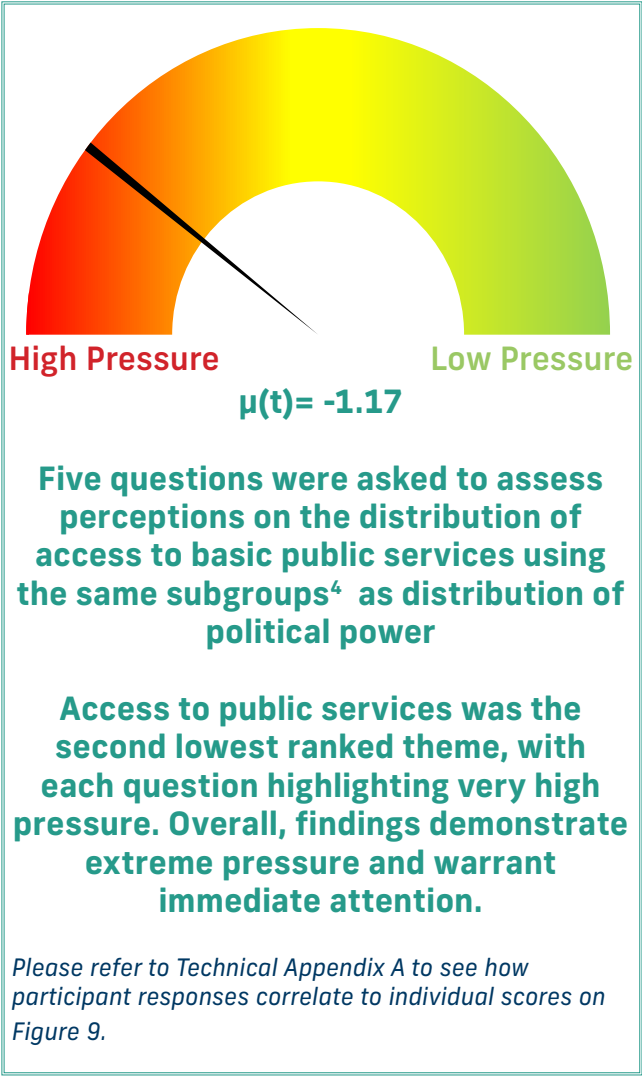 High Pressure Low Pressure
μ(t)= -1.17
Five questions were asked to assess
perceptions on the distribution of
access to basic public services using
the same subgroups⁴ as distribution of
political power
Access to public services was the
second lowest ranked theme, with
each question highlighting very high
pressure. Overall, findings demonstrate
extreme pressure and warrant
immediate attention.
Please refer to Technical Appendix A to see how
participant responses correlate to individual scores on
Figure 9.